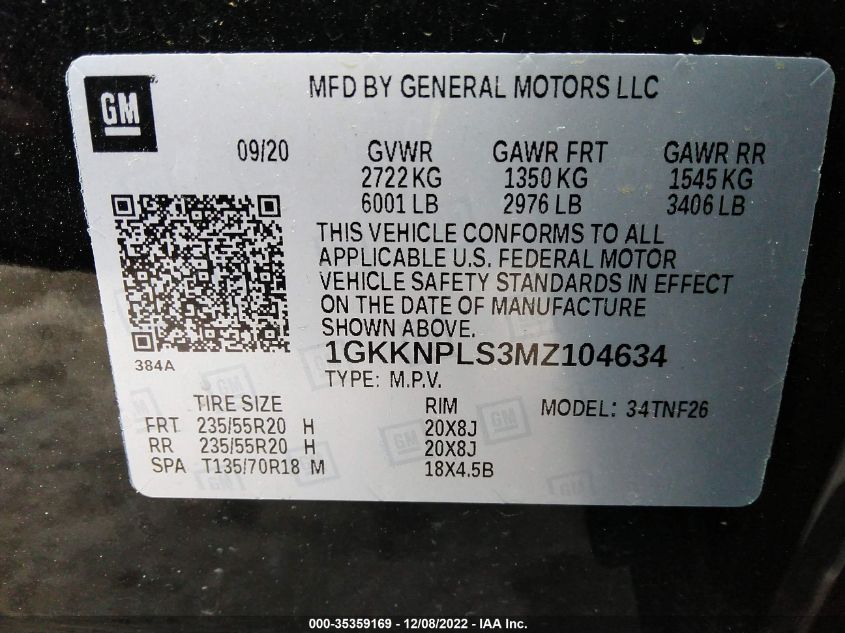 GM
MFD BY GENERAL MOTORS LLC
09/20 GVWR GAWR FRT GAWR RR
2722 KG 1350 KG 1545 KG
6001 LB 2976 LB 3406 LB
THIS VEHICLE CONFORMS TO ALL
APPLICABLE U.S. FEDERAL MOTOR
VEHICLE SAFETY STANDARDS IN EFFECT
ON THE DATE OF MANUFACTURE
SHOWN ABOVE.
384A
1GKKNPLS3MZ104634
TYPE: M.P.V.
TIRE SIZE RIM MODEL: 34TNF26
FRT 235/55R20 H 20X8J
RR 235/55R20 H 20X8J
SPA T135/70R18 M 18X4.5B
000-35359169 - 12/08/2022 - IAA Inc.